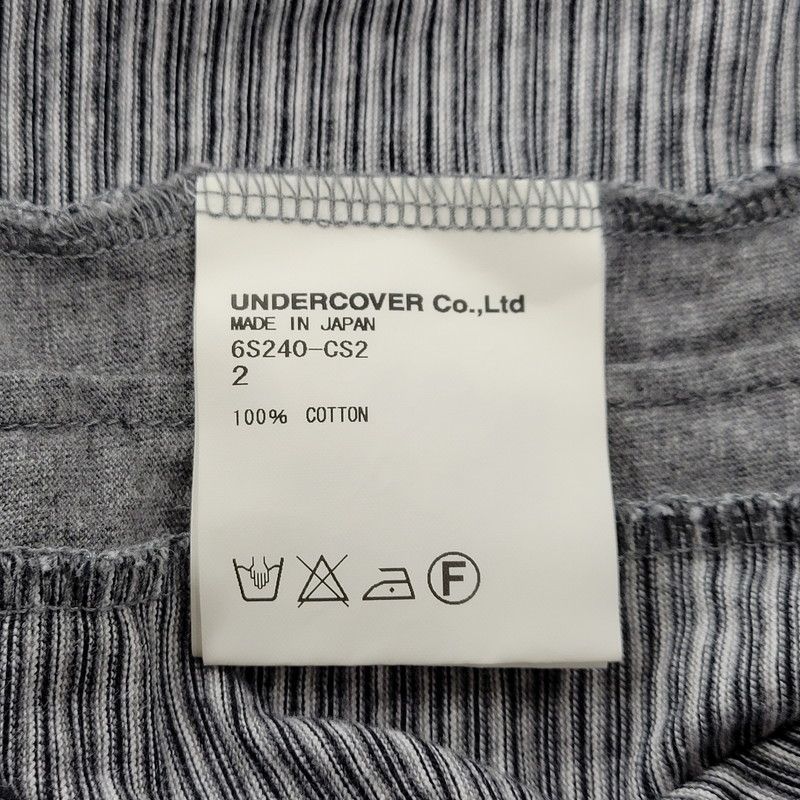 UNDERCOVER Co.,Ltd
MADE IN JAPAN
6S240-CS2
2
100% COTTON
F